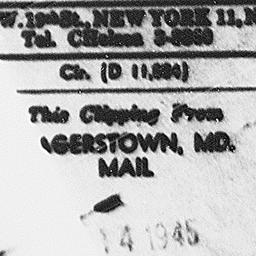 W. 19th St., NEW YORK 11, N
Tel. CHelsea 3-8860
Cir. (D 11,684)
This Clipping From
AGERSTOWN, MD.
MAIL
14 1945